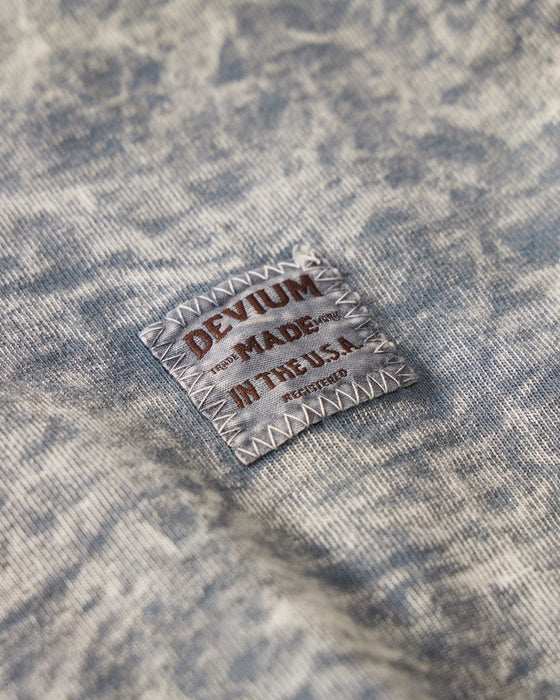 DEVIUM
TRADE MADE MARK
IN THE U.S.A.
REGISTERED